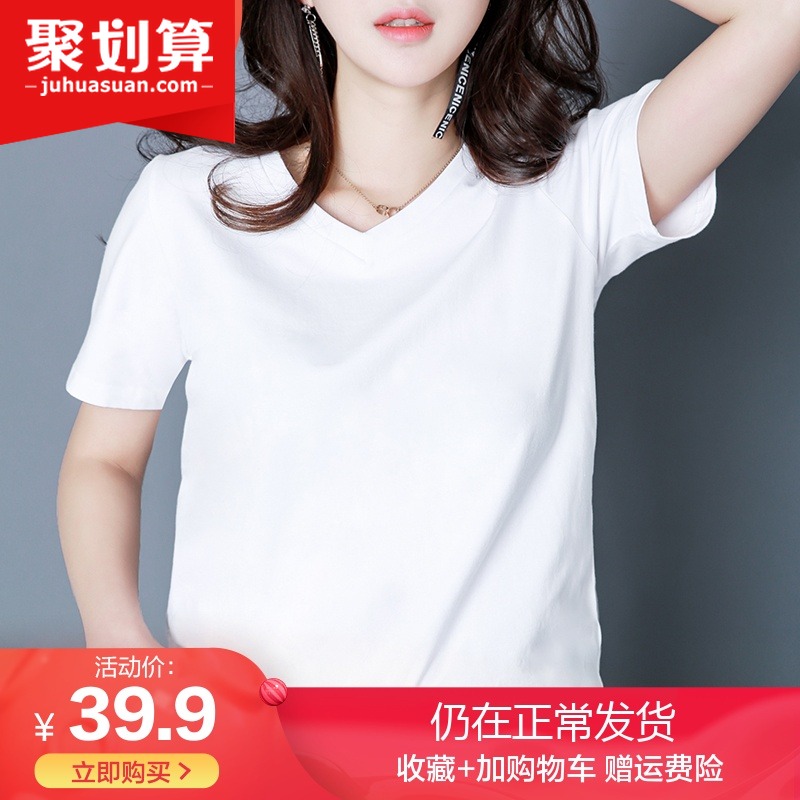 聚划算
juhuasuan.com
NICENICENIC
活动价:
¥ 39.9
立即购买 >
仍在正常发货
收藏+加购物车 赠运费险